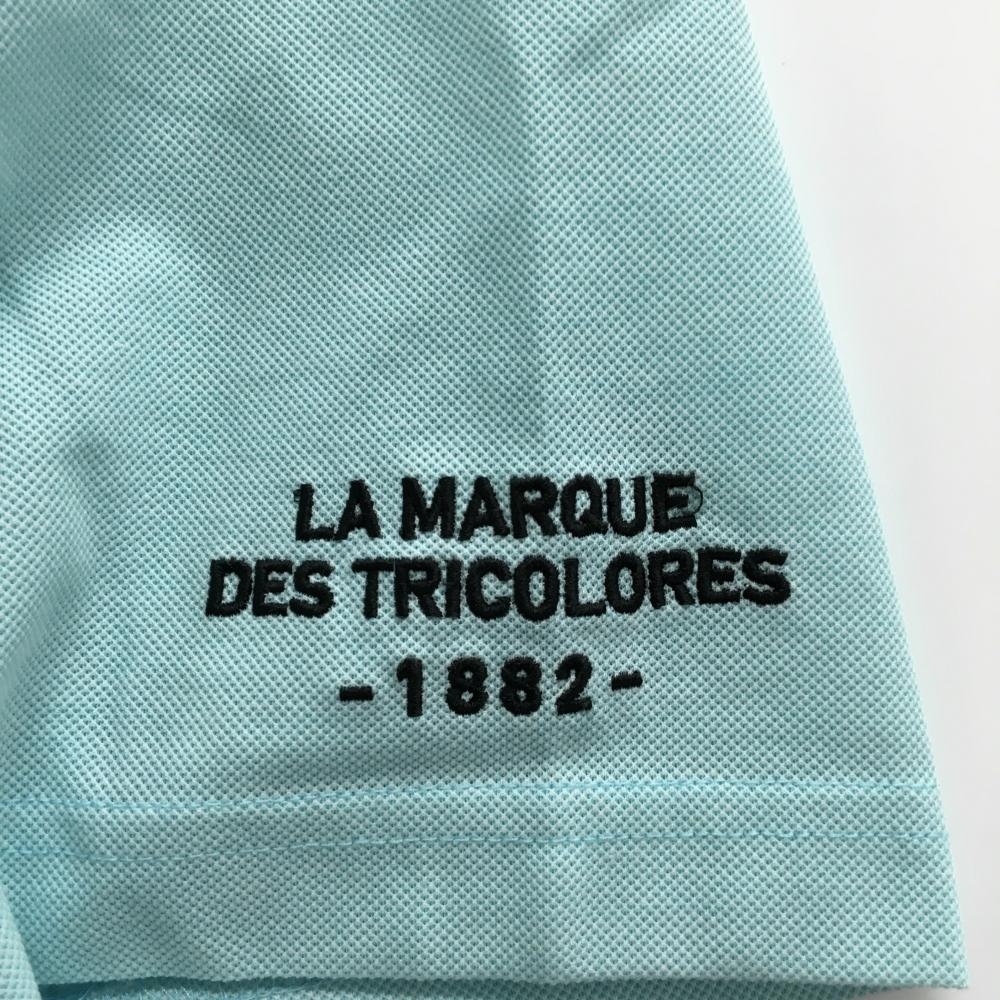 LA MARQUE
DES TRICOLORES
-1882-